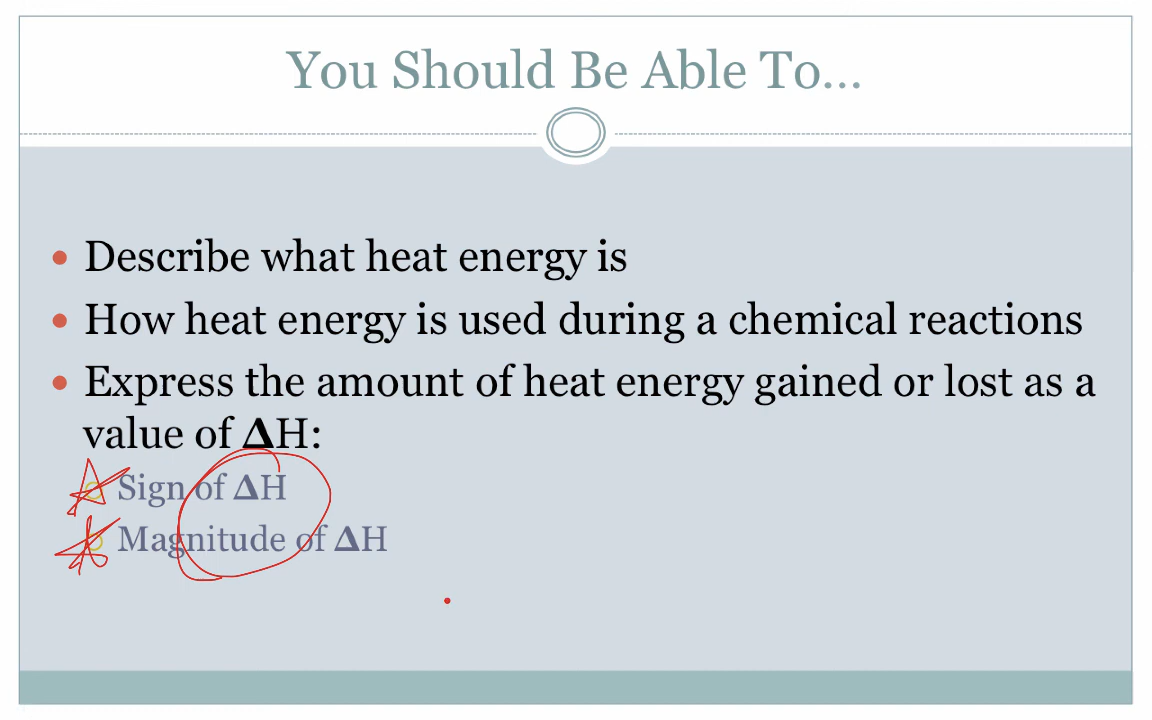 You Should Be Able To...
• Describe what heat energy is
• How heat energy is used during a chemical reactions
• Express the amount of heat energy gained or lost as a
value of ΔH:
Sign of ΔH
Magnitude of ΔH